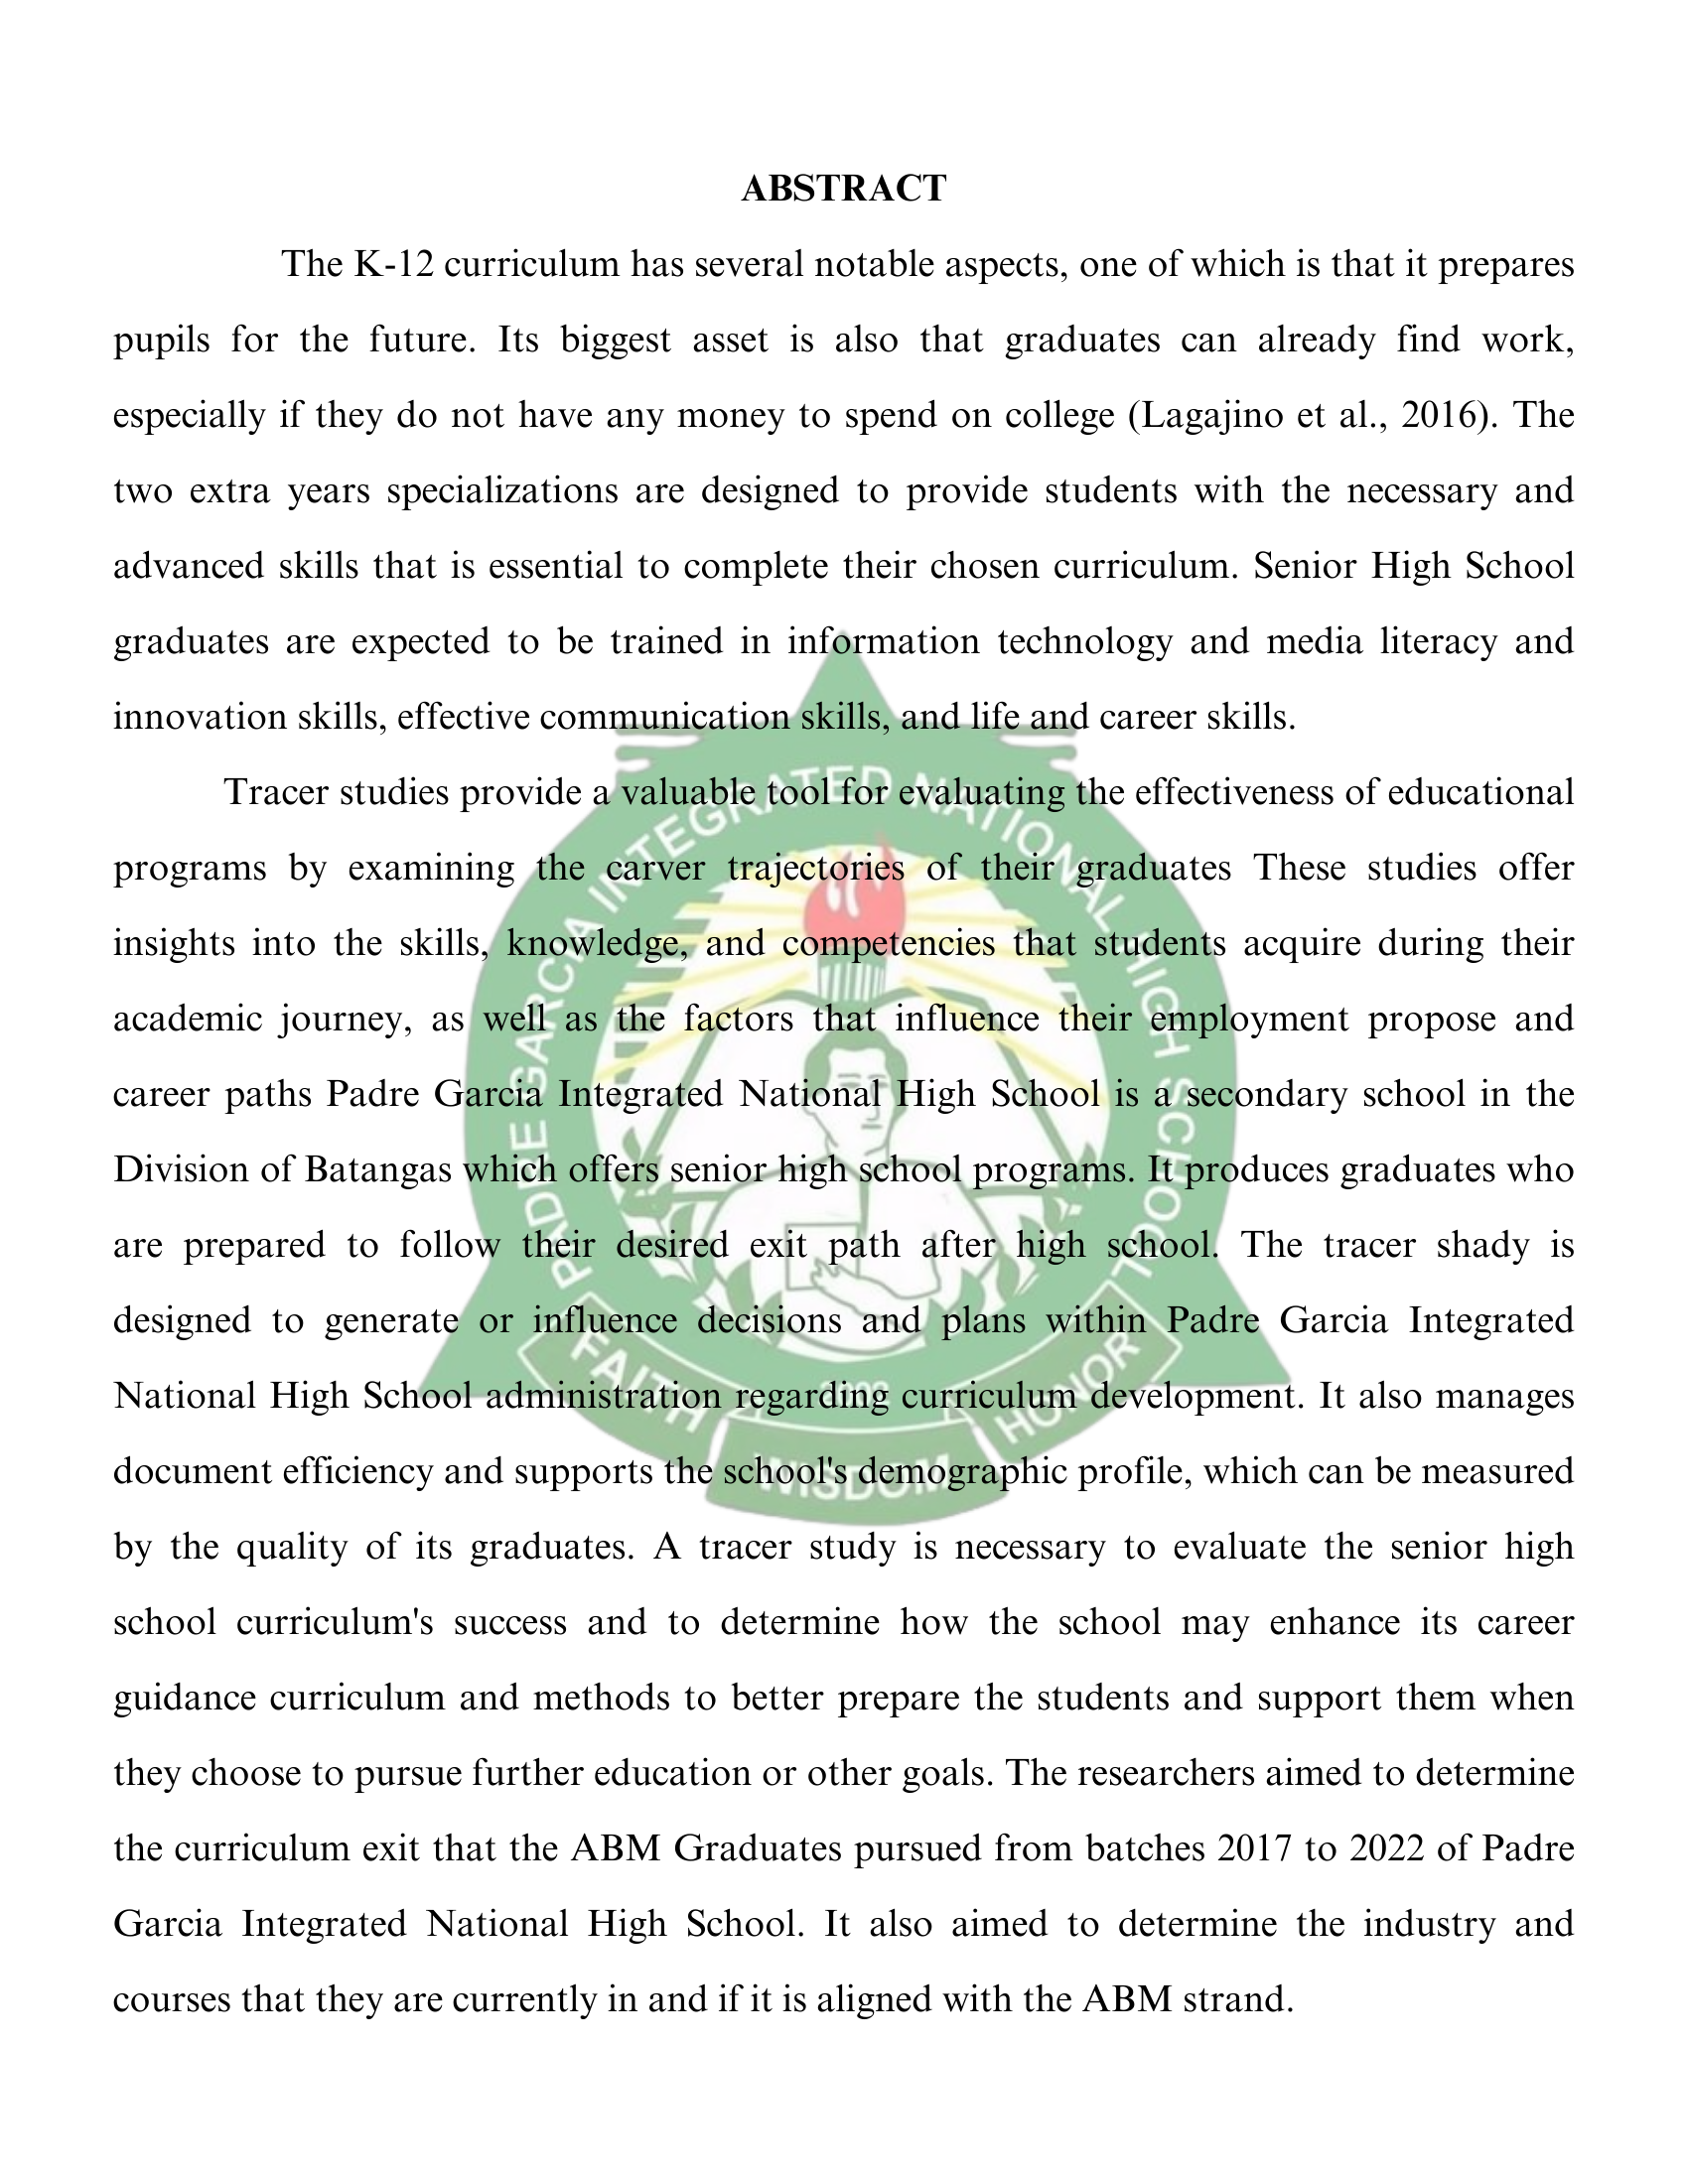 ABSTRACT
The K-12 curriculum has several notable aspects, one of which is that it prepares
pupils for the future. Its biggest asset is also that graduates can already find work,
especially if they do not have any money to spend on college (Lagajino et al., 2016). The
two extra years specializations are designed to provide students with the necessary and
advanced skills that is essential to complete their chosen curriculum. Senior High School
graduates are expected to be trained in information technology and media literacy and
innovation skills, effective communication skills, and life and career skills.
Tracer studies provide a valuable tool for evaluating the effectiveness of educational
programs by examining the carver trajectories of their graduates These studies offer
insights into the skills, knowledge, and competencies that students acquire during their
academic journey, as well as the factors that influence their employment propose and
career paths Padre Garcia Integrated National High School is a secondary school in the
Division of Batangas which offers senior high school programs. It produces graduates who
are prepared to follow their desired exit path after high school. The tracer shady is
designed to generate or influence decisions and plans within Padre Garcia Integrated
National High School administration regarding curriculum development. It also manages
document efficiency and supports the school's demographic profile, which can be measured
by the quality of its graduates. A tracer study is necessary to evaluate the senior high
school curriculum's success and to determine how the school may enhance its career
guidance curriculum and methods to better prepare the students and support them when
they choose to pursue further education or other goals. The researchers aimed to determine
the curriculum exit that the ABM Graduates pursued from batches 2017 to 2022 of Padre
Garcia Integrated National High School. It also aimed to determine the industry and
courses that they are currently in and if it is aligned with the ABM strand.
PADRE GARCIA INTEGRATED NATIONAL HIGH SCHOOL
FAITH
WISDOM
HONOR